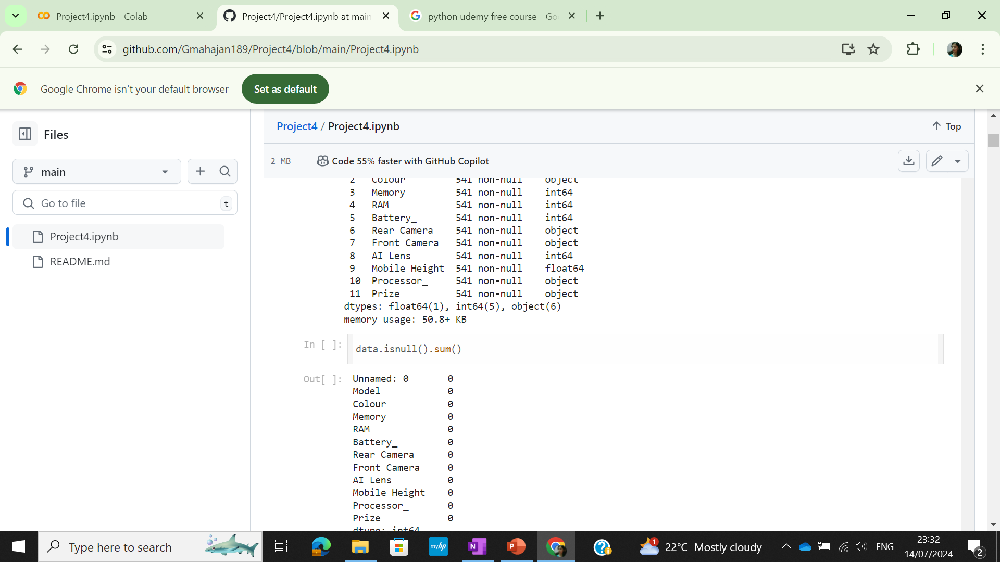 Project4.ipynb - Colab
Project4/Project4.ipynb at main
python udemy free course - Go
github.com/Gmahajan189/Project4/blob/main/Project4.ipynb
Google Chrome isn't your default browser
Set as default
Files
main
Go to file
t
Project4.ipynb
README.md
Project4 / Project4.ipynb
Top
2 MB
Code 55% faster with GitHub Copilot
2 Colour 541 non-null object
3 Memory 541 non-null int64
4 RAM 541 non-null int64
5 Battery_ 541 non-null int64
6 Rear Camera 541 non-null object
7 Front Camera 541 non-null object
8 AI Lens 541 non-null int64
9 Mobile Height 541 non-null float64
10 Processor_ 541 non-null object
11 Prize 541 non-null object
dtypes: float64(1), int64(5), object(6)
memory usage: 50.8+ KB
In [ ]:
data.isnull().sum()
Out[ ]:
Unnamed: 0 0
Model 0
Colour 0
Memory 0
RAM 0
Battery_ 0
Rear Camera 0
Front Camera 0
AI Lens 0
Mobile Height 0
Processor_ 0
Prize 0
dtype: int64
Type here to search
myhp
N
P
?
1
22°C Mostly cloudy
ENG
23:32
14/07/2024
2